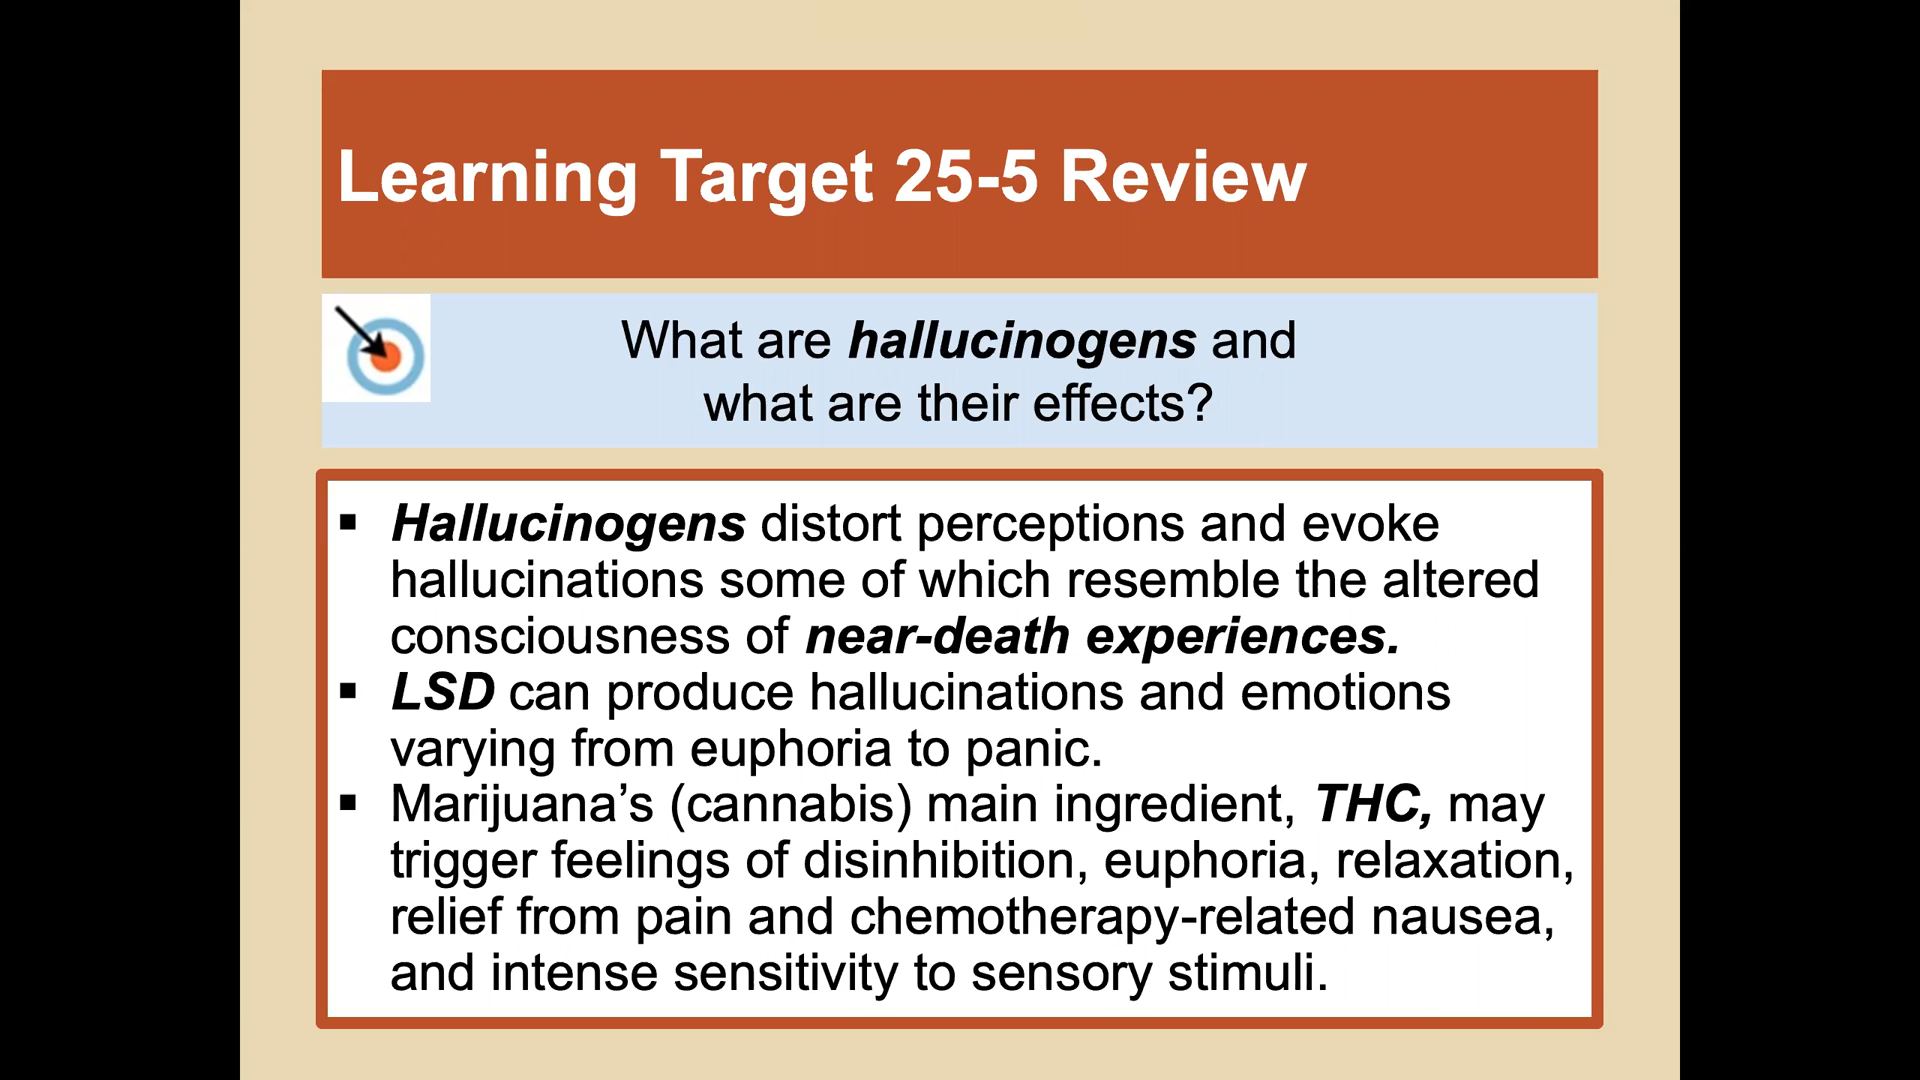 Learning Target 25-5 Review
What are hallucinogens and
what are their effects?
▪ Hallucinogens distort perceptions and evoke
hallucinations some of which resemble the altered
consciousness of near-death experiences.
▪ LSD can produce hallucinations and emotions
varying from euphoria to panic.
▪ Marijuana’s (cannabis) main ingredient, THC, may
trigger feelings of disinhibition, euphoria, relaxation,
relief from pain and chemotherapy-related nausea,
and intense sensitivity to sensory stimuli.